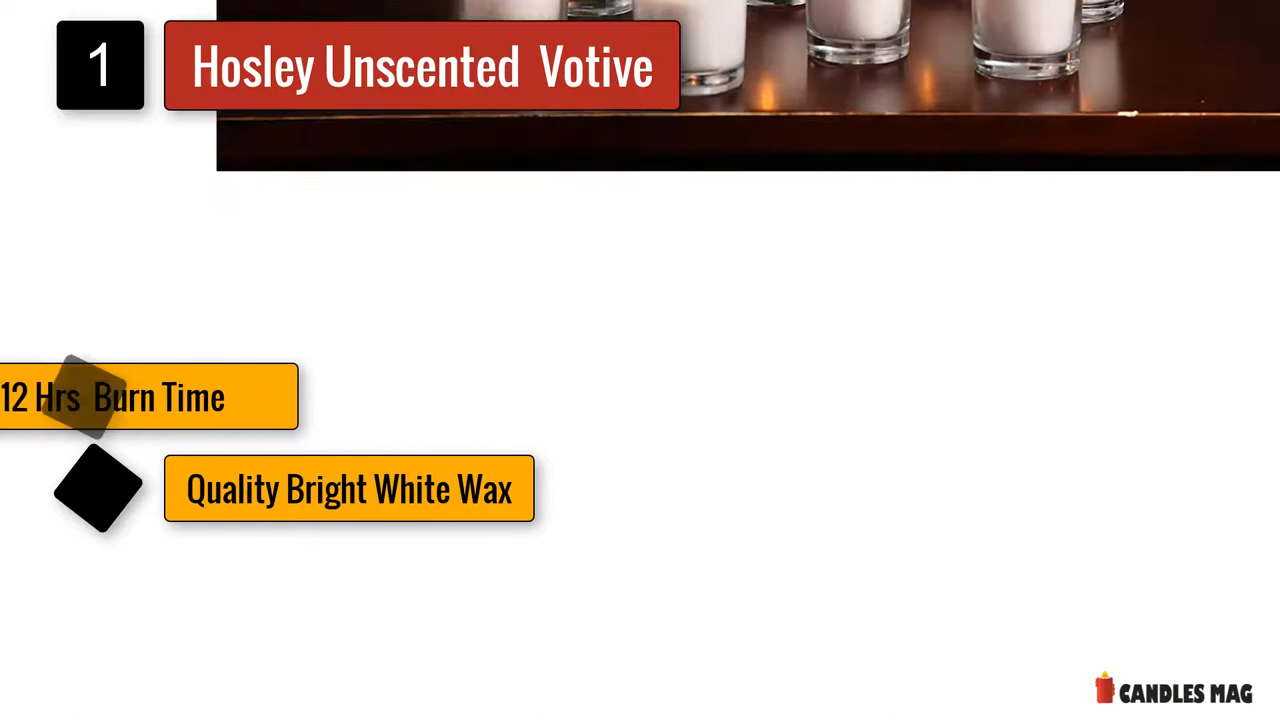 1
Hosley Unscented Votive
12 Hrs Burn Time
Quality Bright White Wax
CANDLES MAG